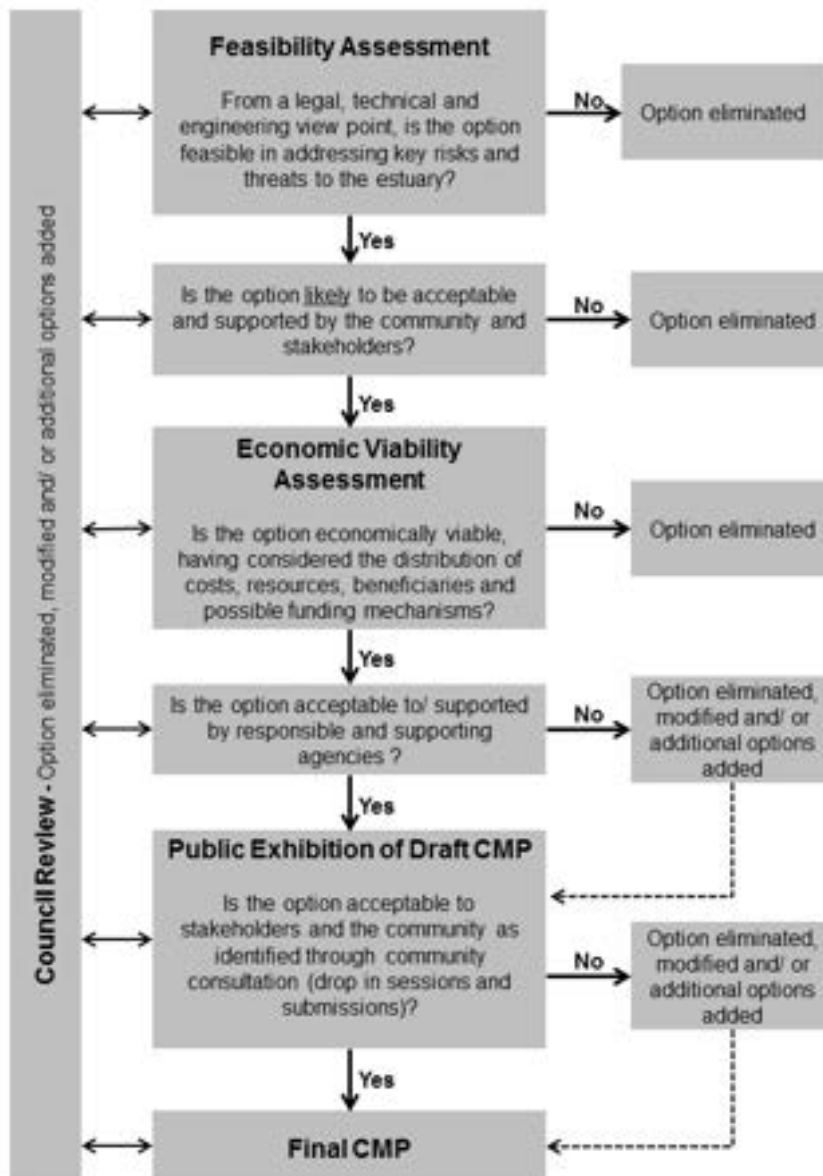 Feasibility Assessment
From a legal, technical and
engineering view point, is the option
feasible in addressing key risks and
threats to the estuary?
No
Option eliminated
Yes
Is the option likely to be acceptable
and supported by the community and
stakeholders?
No
Option eliminated
Yes
Economic Viability
Assessment
Is the option economically viable,
having considered the distribution of
costs, resources, beneficiaries and
possible funding mechanisms?
No
Option eliminated
Yes
Is the option acceptable to/ supported
by responsible and supporting
agencies ?
No
Option eliminated,
modified and/ or
additional options
added
Yes
Public Exhibition of Draft CMP
Is the option acceptable to
stakeholders and the community as
identified through community
consultation (drop in sessions and
submissions)?
No
Option eliminated,
modified and/ or
additional options
added
Yes
Final CMP
Council Review - Option eliminated, modified and/ or additional options added